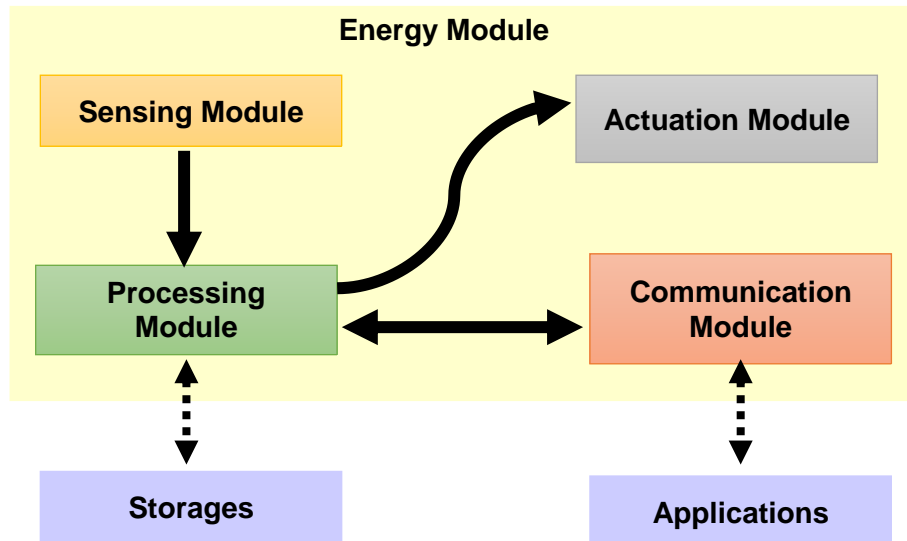 Energy Module
Sensing Module
Actuation Module
Processing
Module
Communication
Module
Storages
Applications